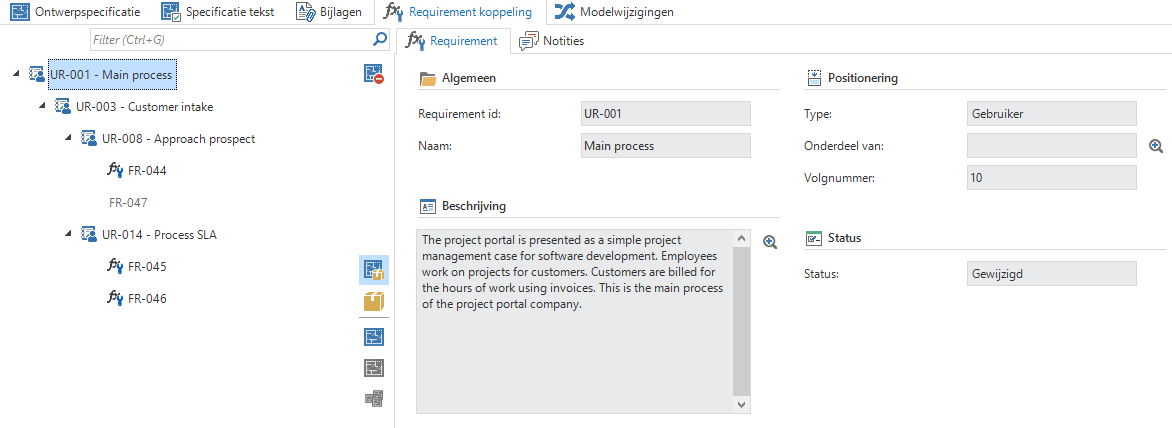 Ontwerpspecificatie Specificatie tekst Bijlagen Requirement koppeling Modelwijzigingen
Filter (Ctrl+G)
UR-001 - Main process
UR-003 - Customer intake
UR-008 - Approach prospect
FR-044
FR-047
UR-014 - Process SLA
FR-045
FR-046
Requirement Notities
Algemeen
Requirement id: UR-001
Naam: Main process
Beschrijving
The project portal is presented as a simple project
management case for software development. Employees
work on projects for customers. Customers are billed for
the hours of work using invoices. This is the main process
of the project portal company.
Positionering
Type: Gebruiker
Onderdeel van:
Volgnummer: 10
Status
Status: Gewijzigd